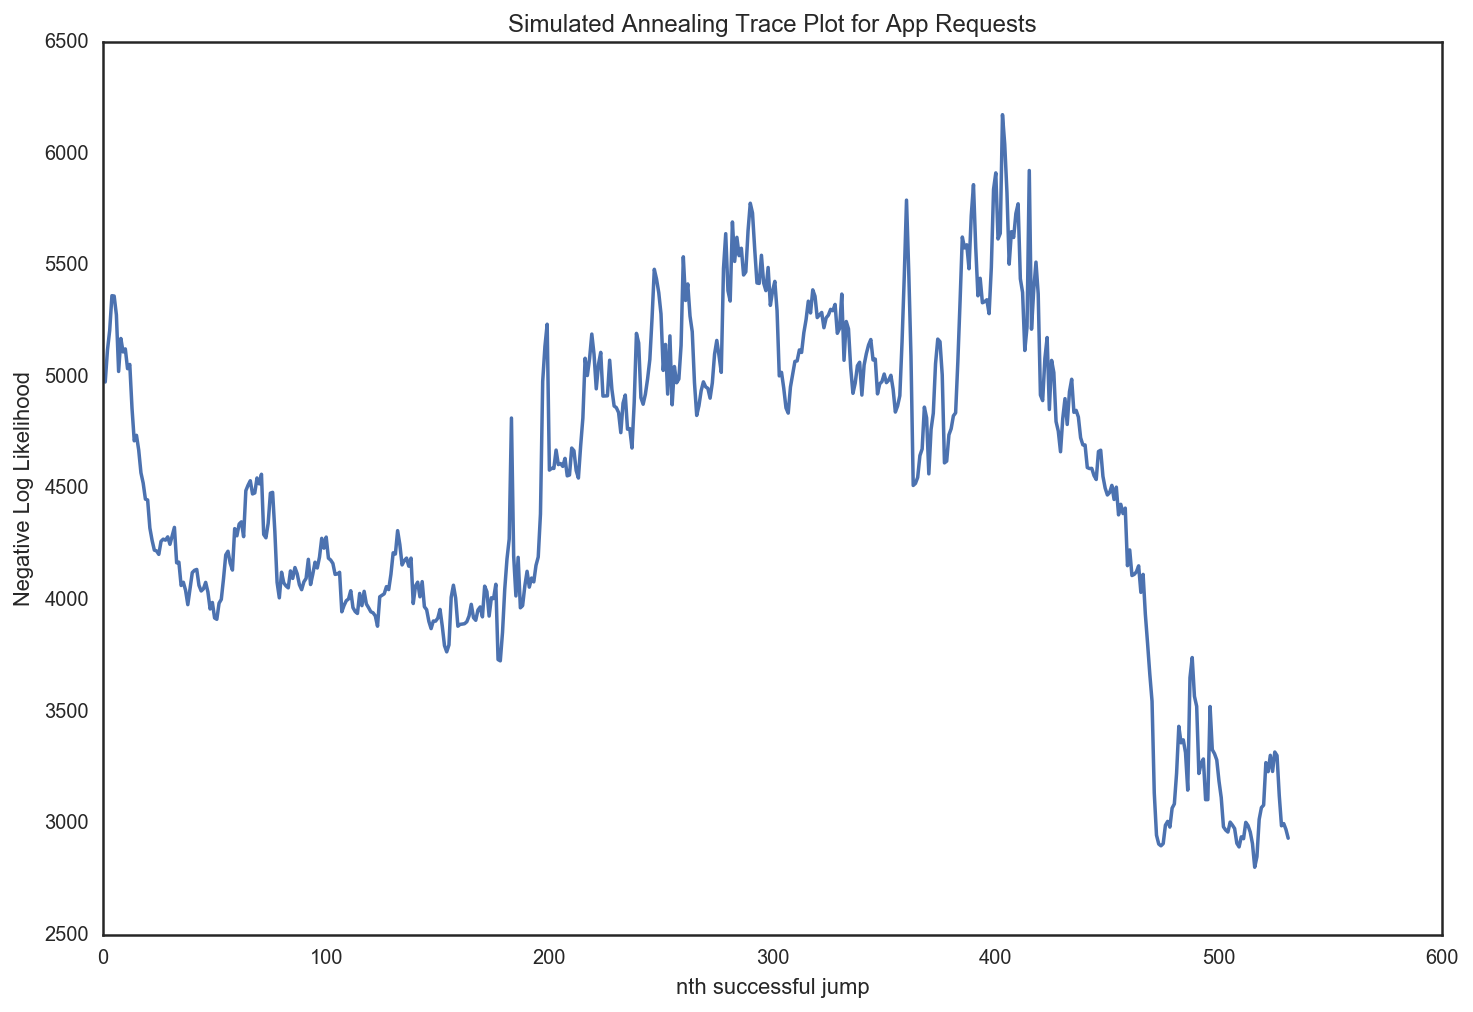 Simulated Annealing Trace Plot for App Requests
6500
6000
5500
5000
4500
4000
3500
3000
2500
Negative Log Likelihood
0 100 200 300 400 500 600
nth successful jump